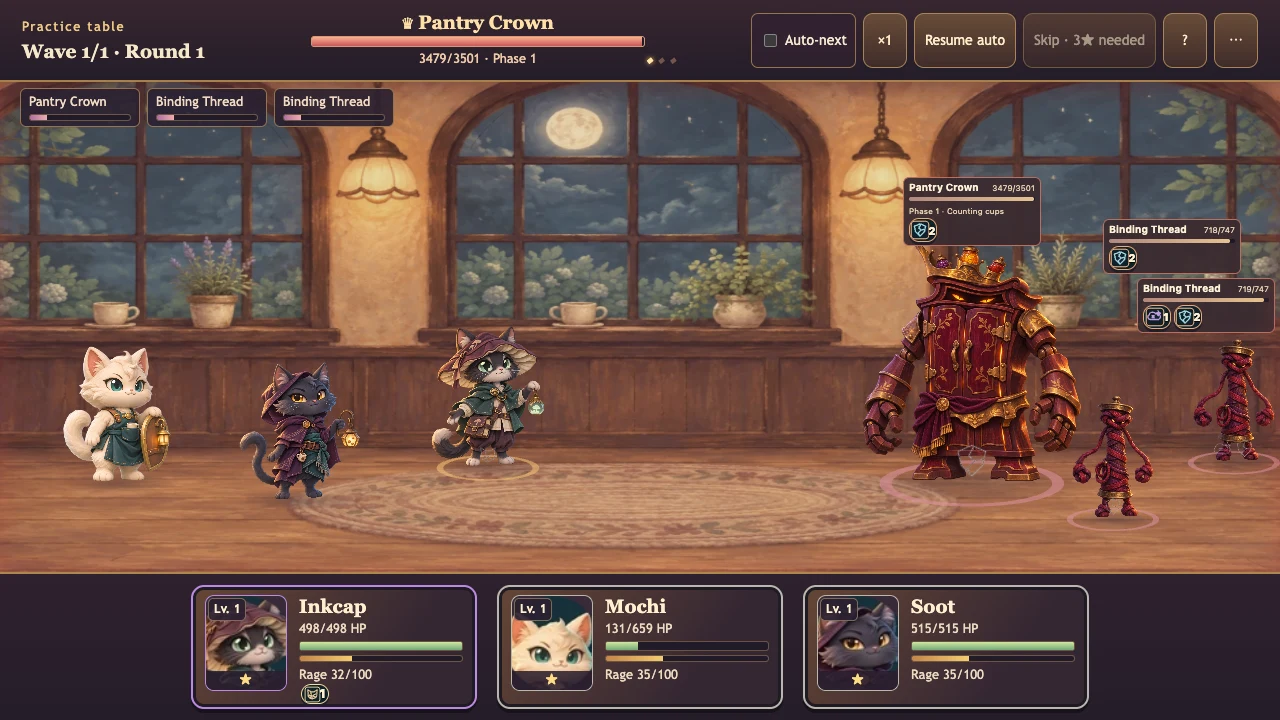 Practice table
Wave 1/1 · Round 1
♛ Pantry Crown
3479/3501 · Phase 1
Auto-next
×1
Resume auto
Skip · 3★ needed
?
···
Pantry Crown
Binding Thread
Binding Thread
Pantry Crown 3479/3501
Phase 1 · Counting cups
2
Binding Thread 718/747
2
Binding Thread 719/747
1 2
Lv. 1
Inkcap
498/498 HP
Rage 32/100
★
1
Lv. 1
Mochi
131/659 HP
Rage 35/100
★
Lv. 1
Soot
515/515 HP
Rage 35/100
★